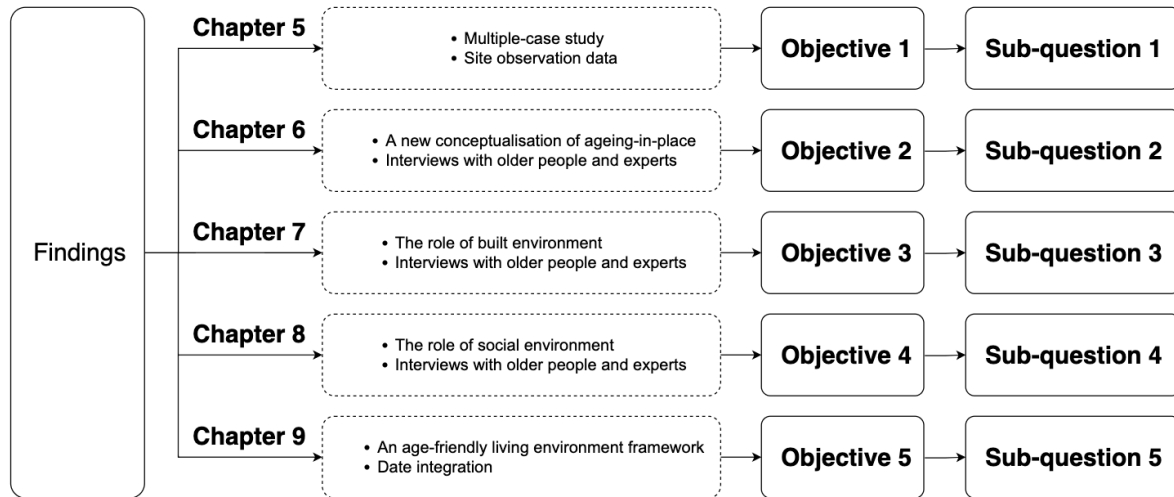 Chapter 5
• Multiple-case study
• Site observation data
Objective 1
Sub-question 1
Chapter 6
• A new conceptualisation of ageing-in-place
• Interviews with older people and experts
Objective 2
Sub-question 2
Findings
Chapter 7
• The role of built environment
• Interviews with older people and experts
Objective 3
Sub-question 3
Chapter 8
• The role of social environment
• Interviews with older people and experts
Objective 4
Sub-question 4
Chapter 9
• An age-friendly living environment framework
• Date integration
Objective 5
Sub-question 5